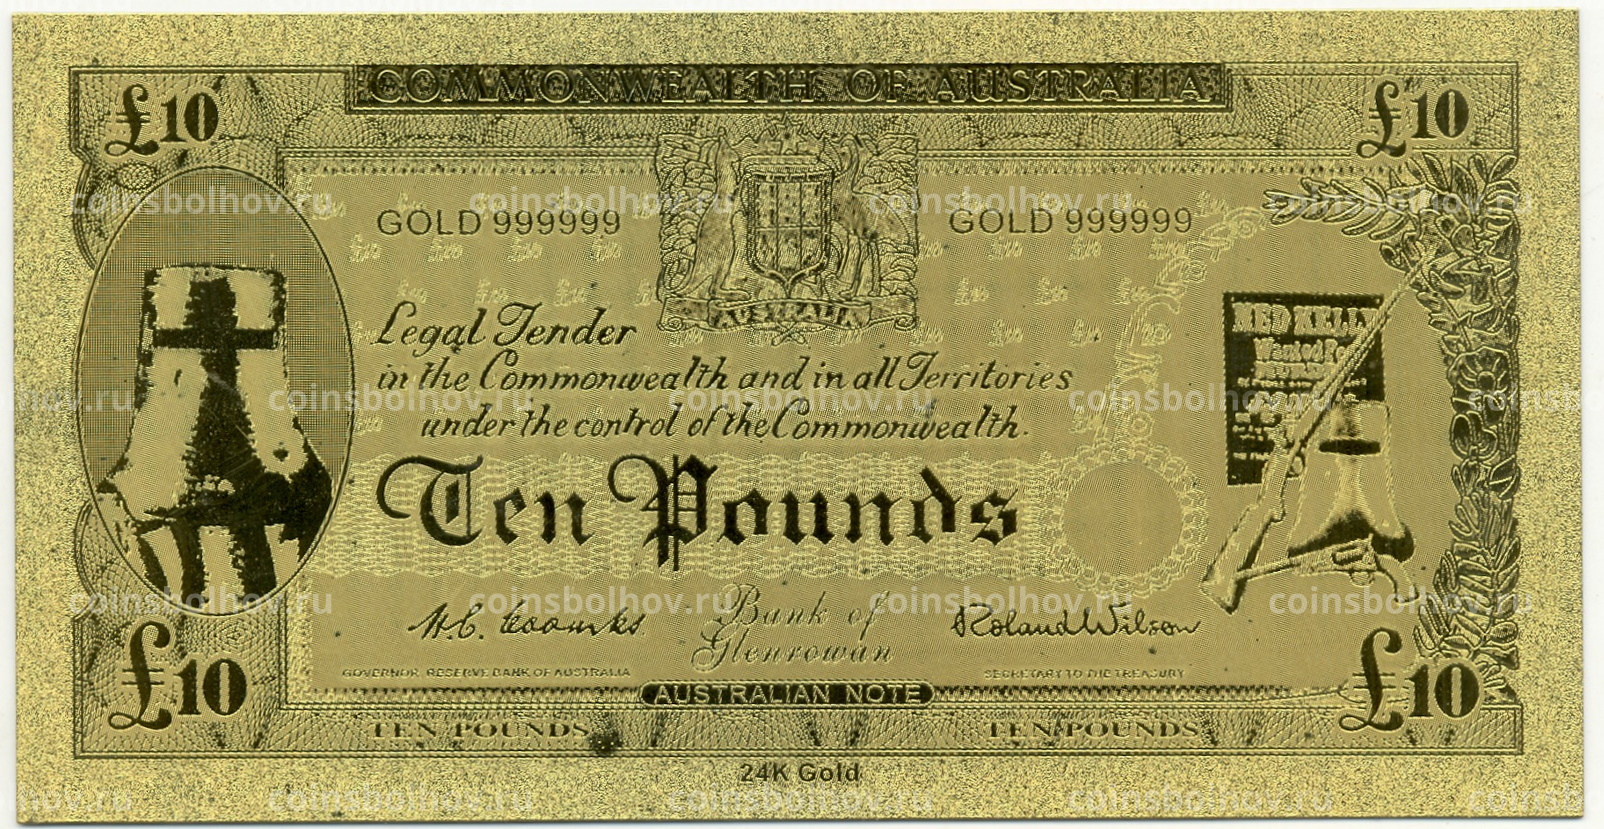 COMMONWEALTH OF AUSTRALIA
£10
£10
GOLD 999999
GOLD 999999
AUSTRALIA
Legal Tender
in the Commonwealth and in all Territories
under the control of the Commonwealth.
Ten Pounds
NED KELLY
H.C. Coombs
Bank of
Glenrowan
Roland Wilson
GOVERNOR RESERVE BANK OF AUSTRALIA
SECRETARY TO THE TREASURY
£10
£10
AUSTRALIAN NOTE
TEN POUNDS
TEN POUNDS
24K Gold
coinsbolhov.ru